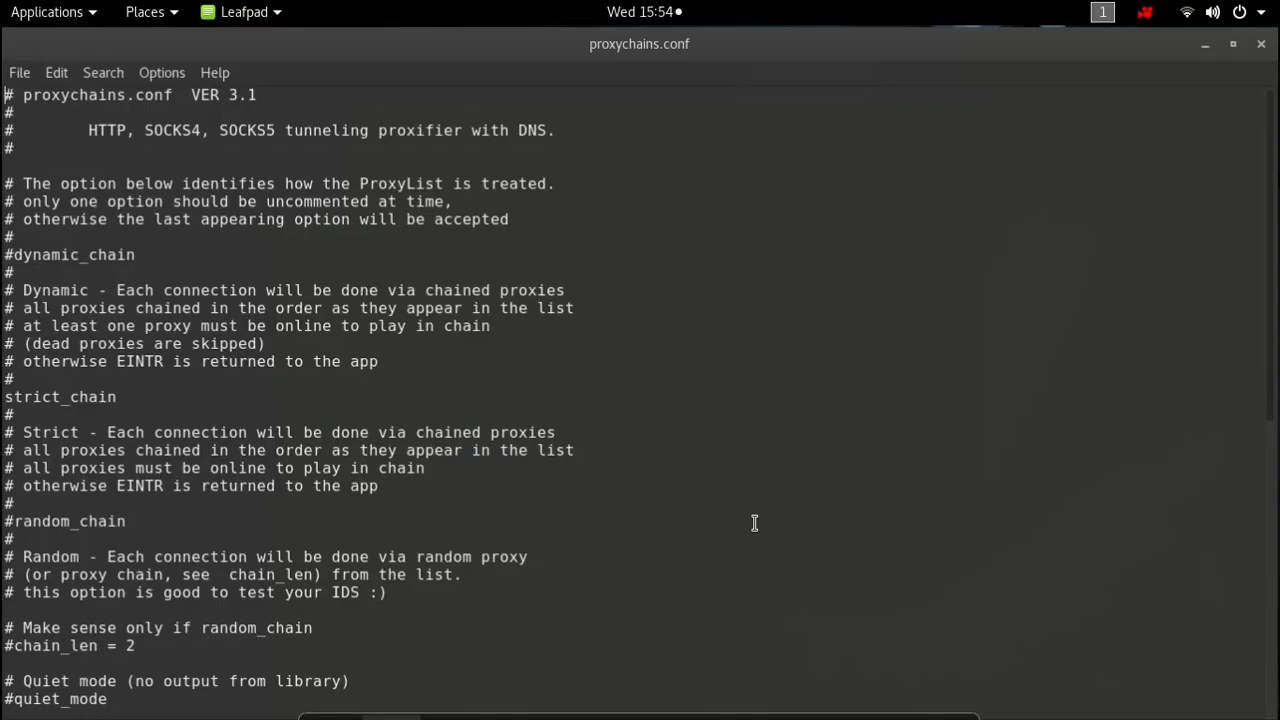 Applications Places Leafpad Wed 15:54 1
proxychains.conf
File Edit Search Options Help
# proxychains.conf  VER 3.1
#
#        HTTP, SOCKS4, SOCKS5 tunneling proxifier with DNS.
#
# The option below identifies how the ProxyList is treated.
# only one option should be uncommented at time,
# otherwise the last appearing option will be accepted
#
#dynamic_chain
#
# Dynamic - Each connection will be done via chained proxies
# all proxies chained in the order as they appear in the list
# at least one proxy must be online to play in chain
# (dead proxies are skipped)
# otherwise EINTR is returned to the app
#
strict_chain
#
# Strict - Each connection will be done via chained proxies
# all proxies chained in the order as they appear in the list
# all proxies must be online to play in chain
# otherwise EINTR is returned to the app
#
#random_chain
#
# Random - Each connection will be done via random proxy
# (or proxy chain, see  chain_len) from the list.
# this option is good to test your IDS :)
# Make sense only if random_chain
#chain_len = 2
# Quiet mode (no output from library)
#quiet_mode